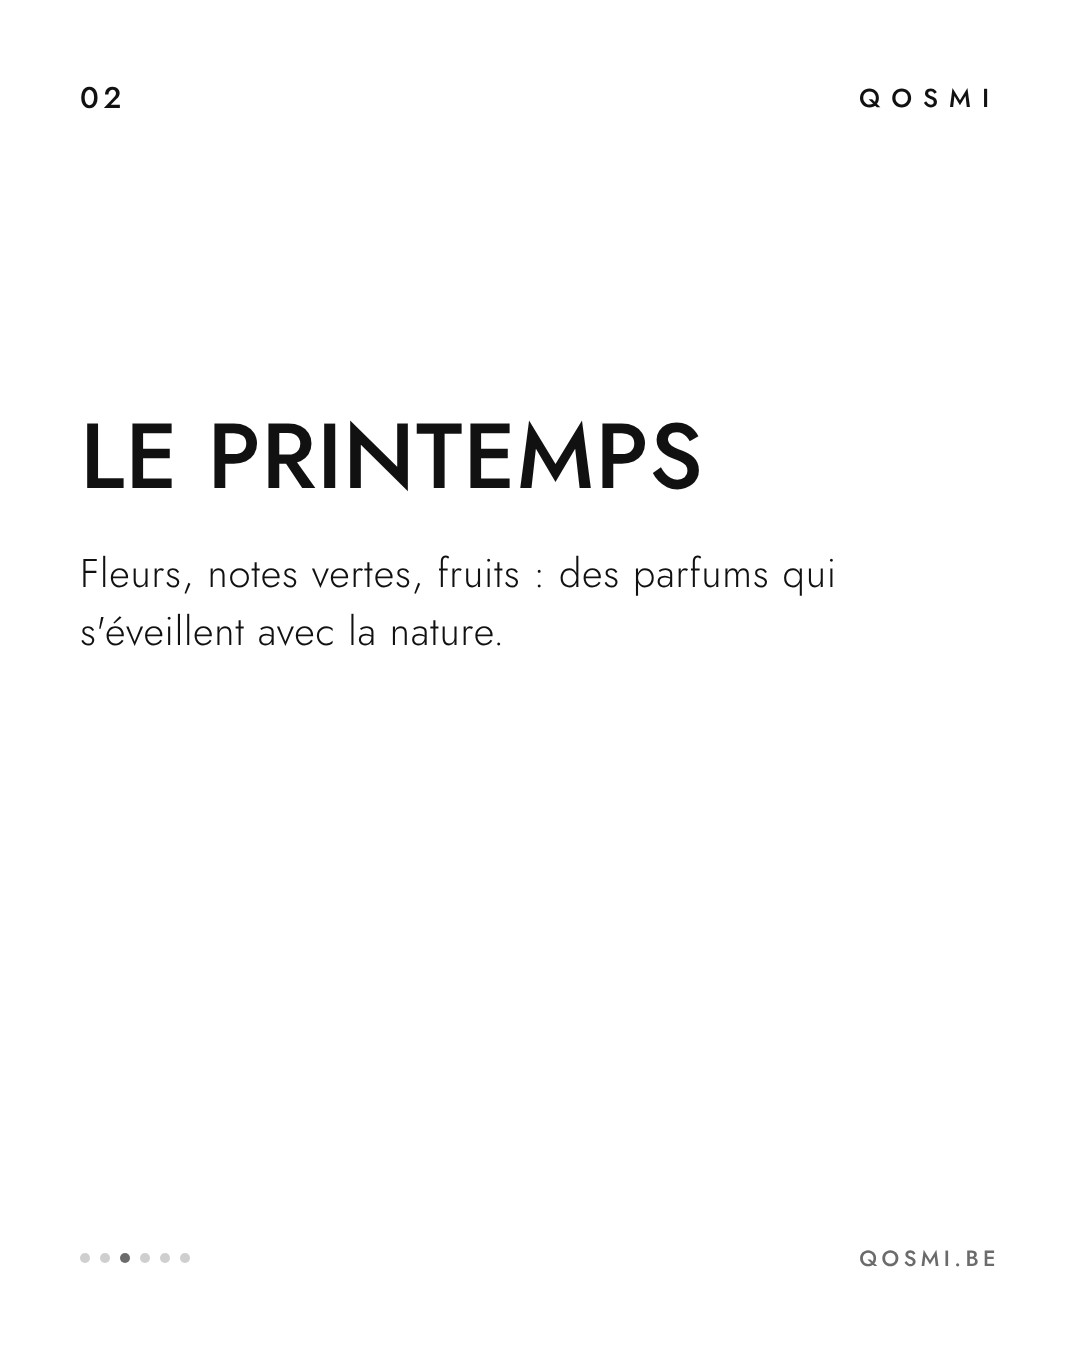 02
QOSMI
LE PRINTEMPS
Fleurs, notes vertes, fruits : des parfums qui
s'éveillent avec la nature.
QOSMI.BE